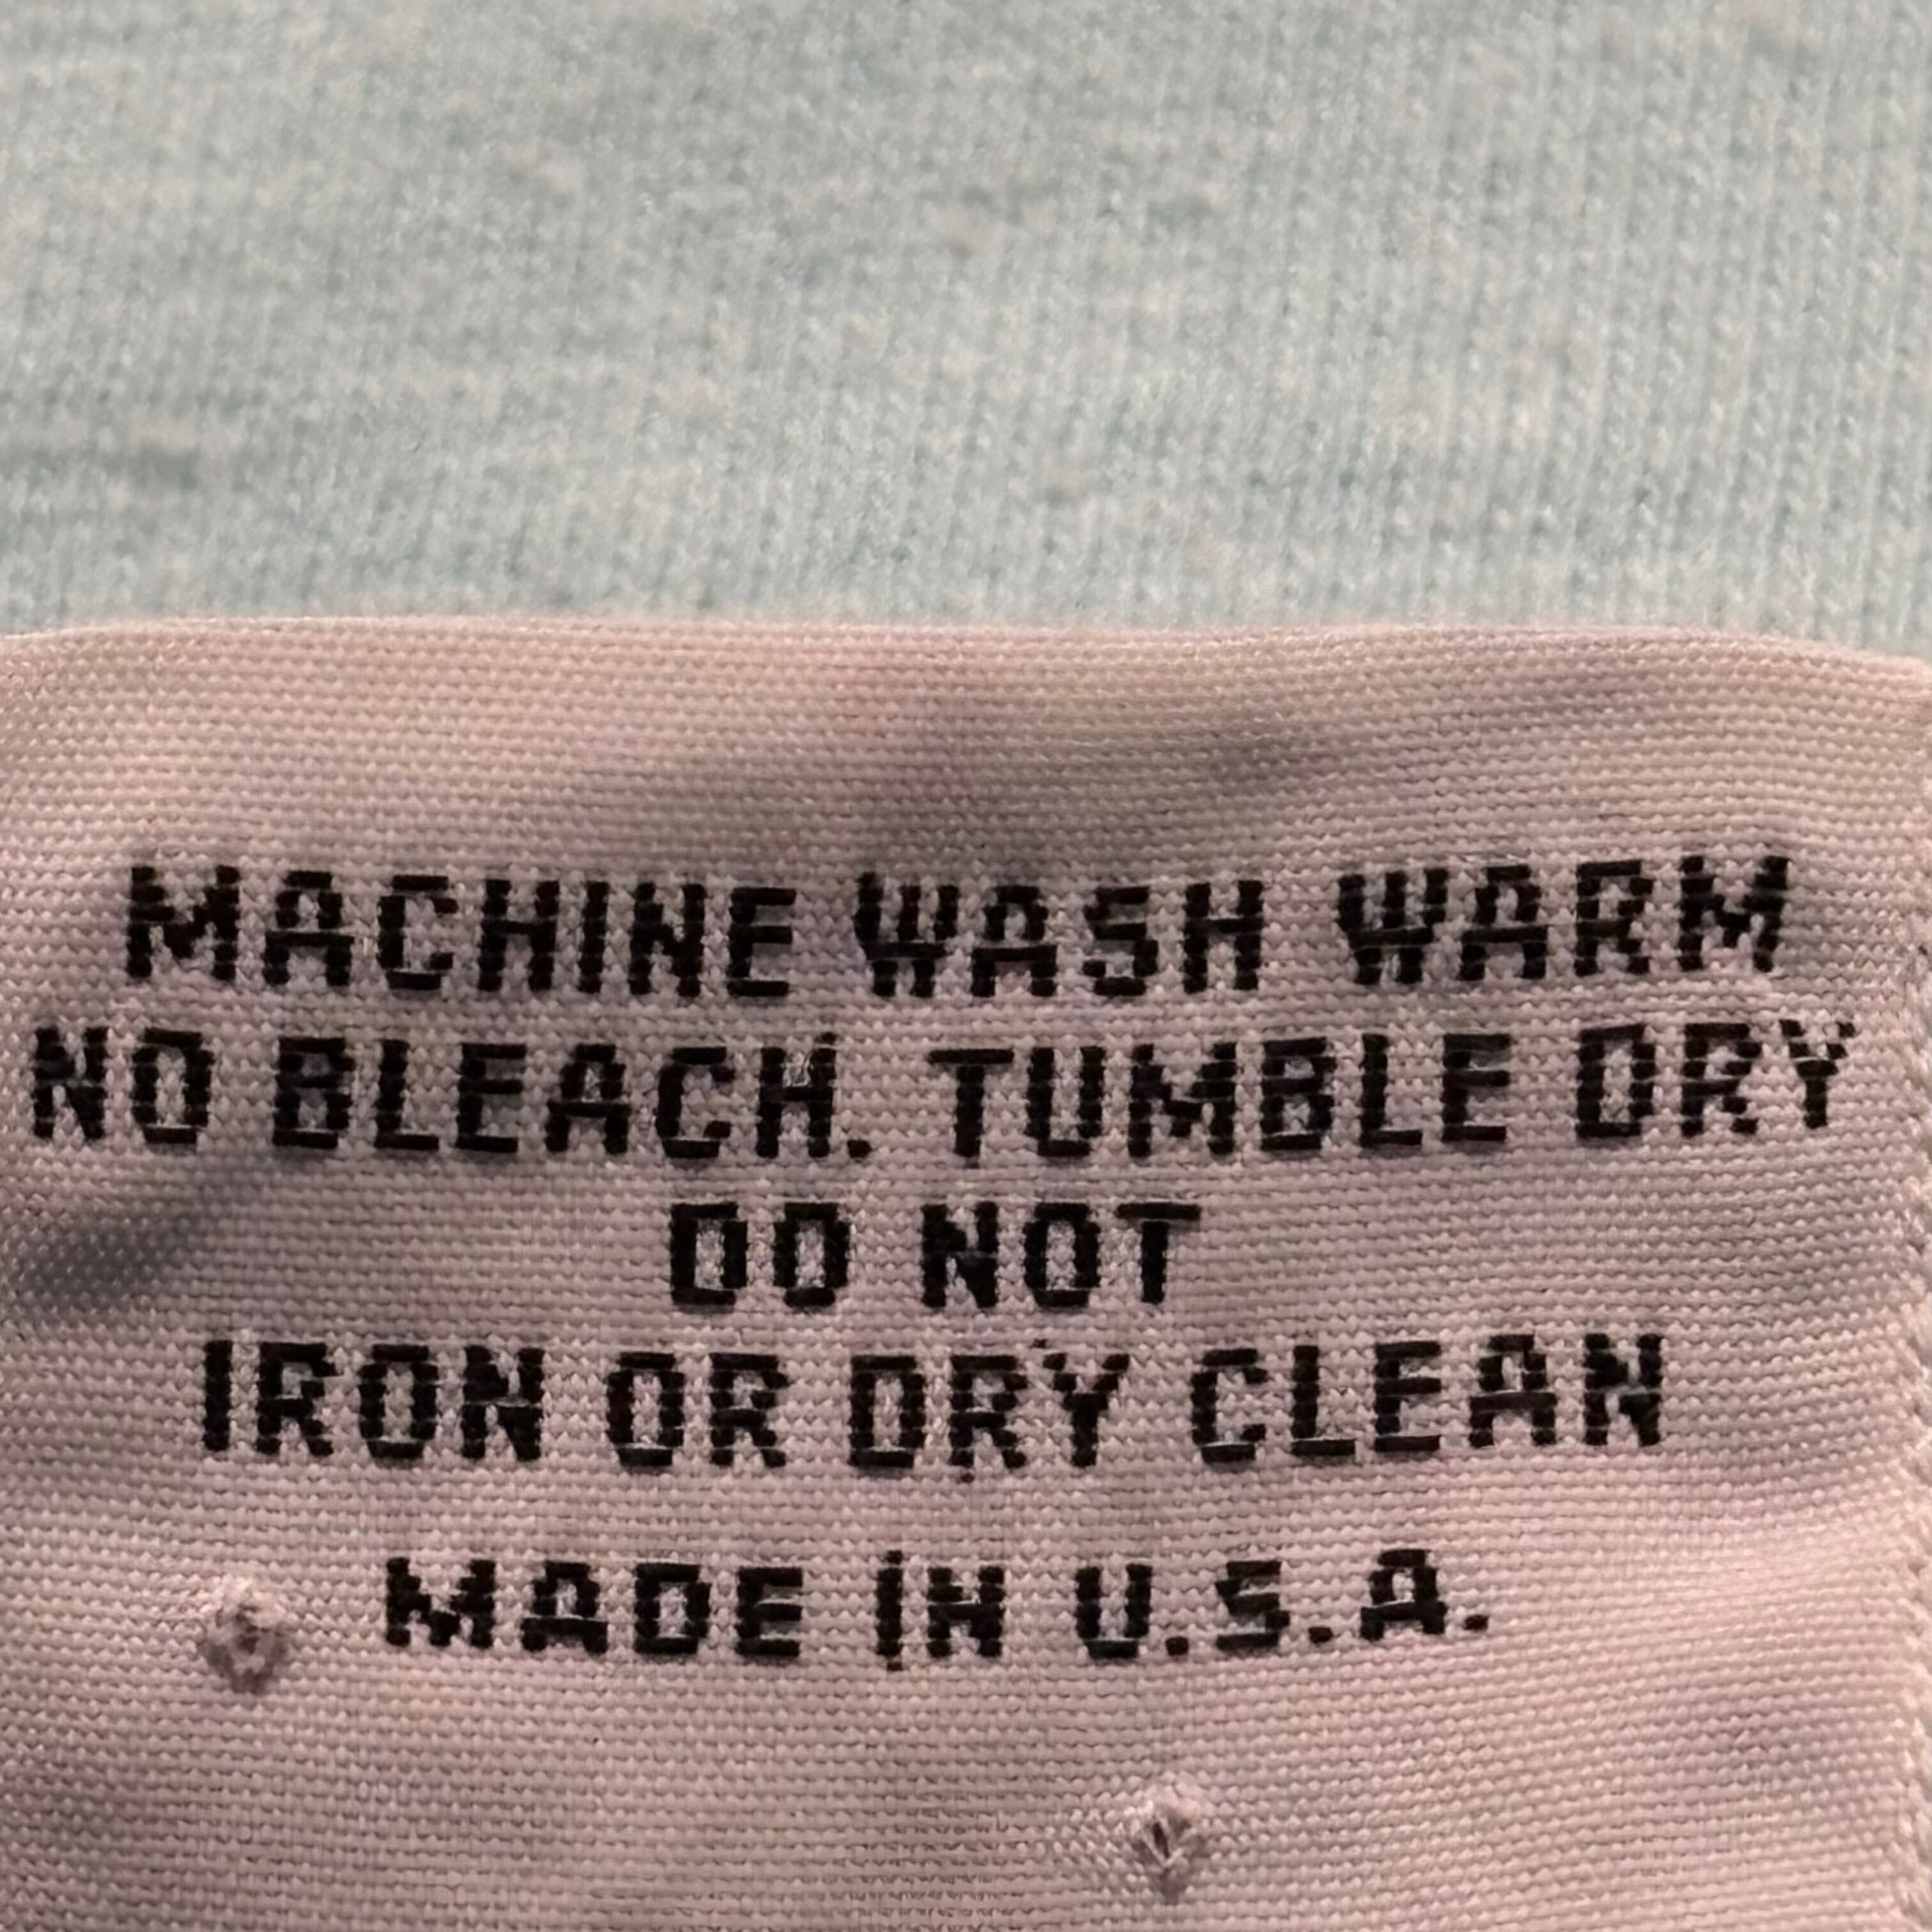 MACHINE WASH WARM
NO BLEACH. TUMBLE DRY
DO NOT
IRON OR DRY CLEAN
MADE IN U.S.A.